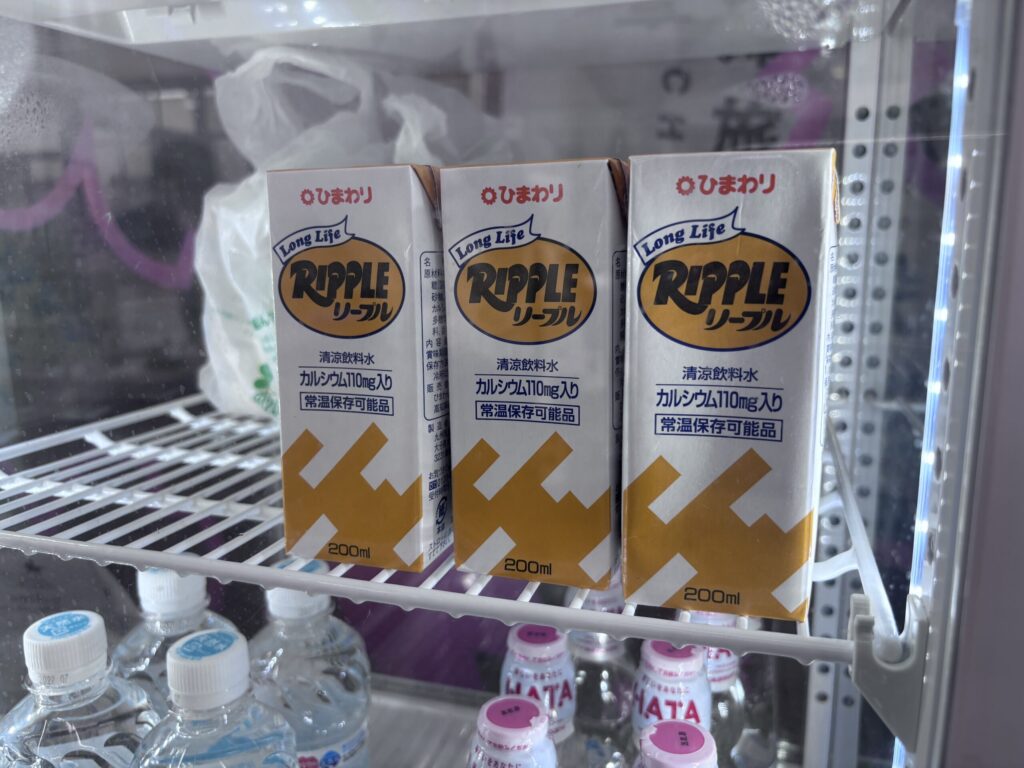 ひまわり
Long Life
RIPPLE
リープル
清涼飲料水
カルシウム110mg入り
常温保存可能品
200ml
ひまわり
Long Life
RIPPLE
リープル
清涼飲料水
カルシウム110mg入り
常温保存可能品
200ml
ひまわり
Long Life
RIPPLE
リープル
清涼飲料水
カルシウム110mg入り
常温保存可能品
200ml
天然水
HATA
HATA